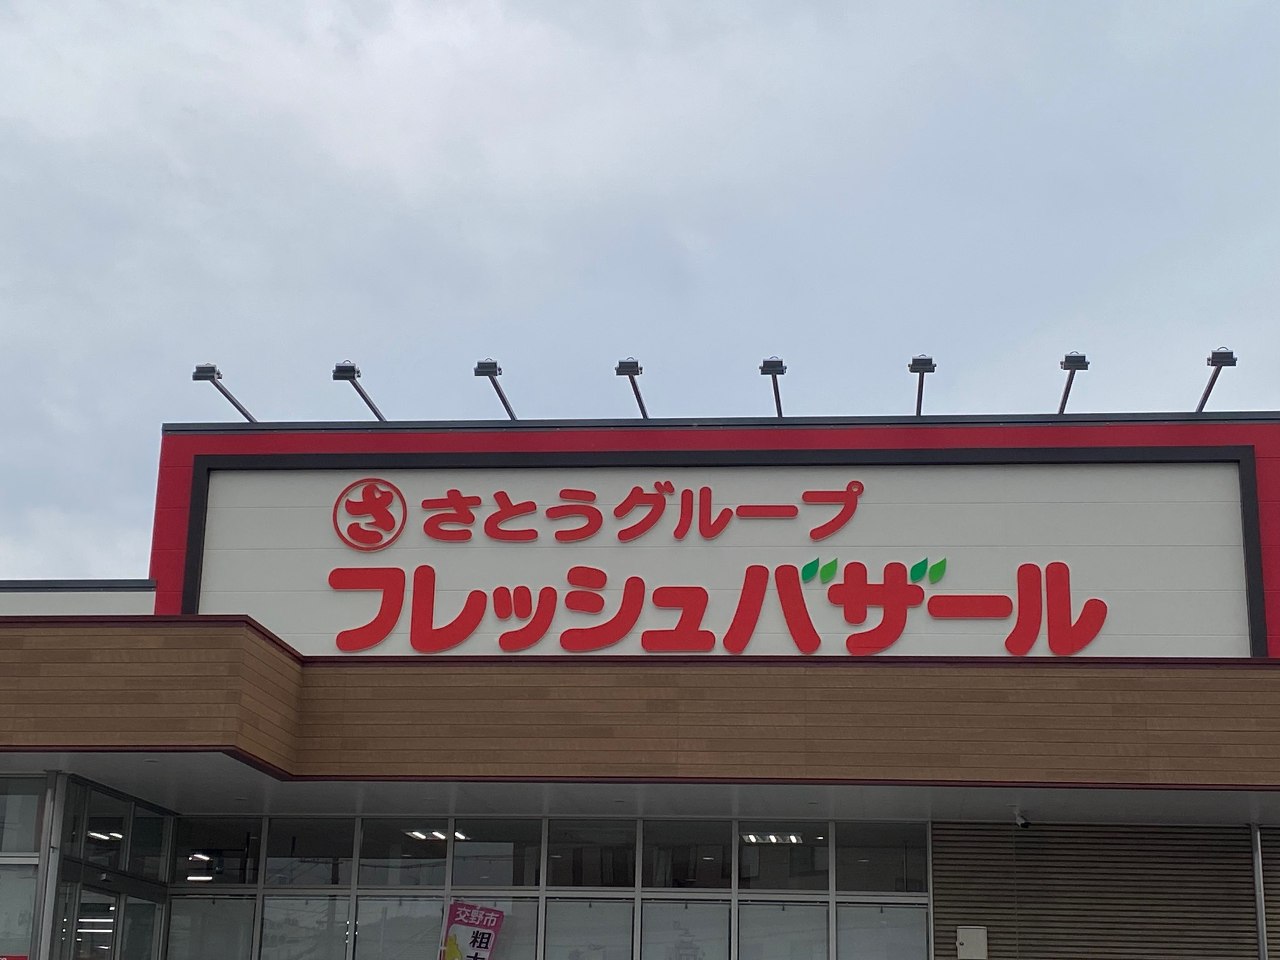 さ さとうグループ
フレッシュバザール
交野市
粗大